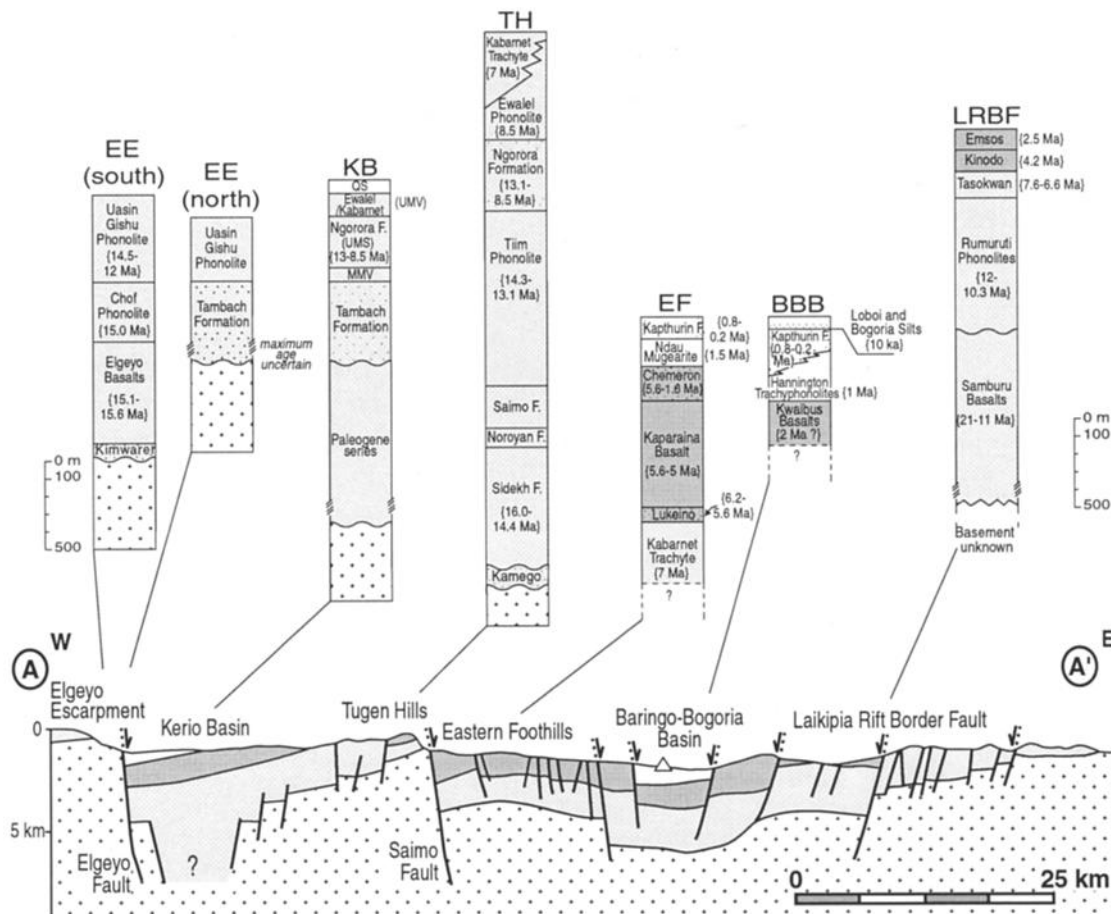 EE
(south)
Uasin
Gishu
Phonolite
{14.5-
12 Ma}
Chof
Phonolite
{15.0 Ma}
Elgeyo
Basalts
{15.1-
15.6 Ma}
Kimwarer
0 m
100
500
EE
(north)
Uasin
Gishu
Phonolite
Tambach
Formation
maximum
age
uncertain
KB
QS
Ewalel
/Kabarnet
(UMV)
Ngorora F.
(UMS)
{13-8.5 Ma}
MMV
Tambach
Formation
Paleogene
series
TH
Kabarnet
Trachyte
{7 Ma}
Ewalel
Phonolite
{8.5 Ma}
Ngorora
Formation
{13.1-
8.5 Ma}
Tiim
Phonolite
{14.3-
13.1 Ma}
Saimo F.
Noroyan F.
Sidekh F.
{16.0-
14.4 Ma}
Kamego
EF
Kapthurin F.
{0.8-
0.2 Ma}
Ndau
Mugearite
{1.5 Ma}
Chemeron
{5.6-1.6 Ma}
Kaparaina
Basalt
{5.6-5 Ma}
Lukeino
{6.2-
5.6 Ma}
Kabarnet
Trachyte
{7 Ma}
?
BBB
Loboi and
Bogoria Silts
{10 ka}
Kapthurin F.
{0.8-0.2
Ma}
Hannington
Trachyphonolites
{1 Ma}
Kwaibus
Basalts
{2 Ma ?}
?
LRBF
Emsos
{2.5 Ma}
Kinodo
{4.2 Ma}
Tasokwan
{7.6-6.6 Ma}
Rumuruti
Phonolites
{12-
10.3 Ma}
Samburu
Basalts
{21-11 Ma}
Basement
unknown
0 m
100
500
A
W
E
A'
Elgeyo
Escarpment
Kerio Basin
Tugen Hills
Eastern Foothills
Baringo-Bogoria
Basin
Laikipia Rift Border Fault
0
5 km
Elgeyo
Fault
?
Saimo
Fault
0
25 km